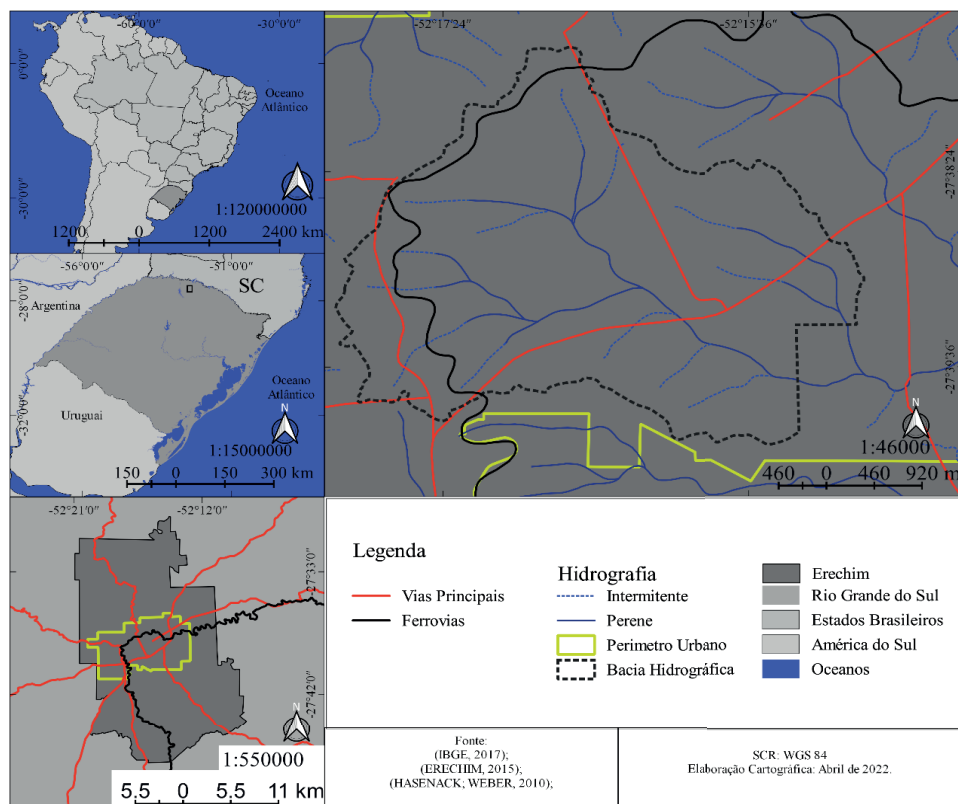 -60°0'0"
-30°0'0"
0°0'0"
Oceano
Atlântico
-30°0'0"
1:120000000
1200 0 1200 2400 km
-56°0'0"
-51°0'0"
SC
Argentina
-28°0'0"
Oceano
Atlântico
Uruguai
-32°0'0"
N
1:15000000
150 0 150 300 km
-52°21'0"
-52°12'0"
-27°33'0"
-27°42'0"
N
1:550000
5.5 0 5.5 11 km
-52°17'24"
-52°15'36"
-27°38'24"
-27°39'36"
N
1:46000
460 0 460 920 m
Legenda
Vias Principais
Ferrovias
Hidrografia
Intermitente
Perene
Perimetro Urbano
Bacia Hidrográfica
Erechim
Rio Grande do Sul
Estados Brasileiros
América do Sul
Oceanos
Fonte:
(IBGE, 2017);
(ERECHIM, 2015);
(HASENACK; WEBER, 2010);
SCR: WGS 84
Elaboração Cartográfica: Abril de 2022.